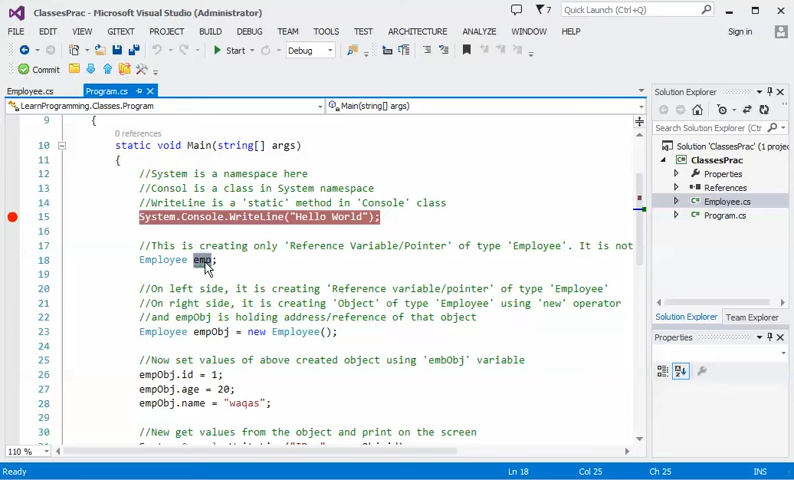 ClassesPrac - Microsoft Visual Studio (Administrator)
7
Quick Launch (Ctrl+Q)
FILE EDIT VIEW GITEXT PROJECT BUILD DEBUG TEAM TOOLS TEST ARCHITECTURE ANALYZE WINDOW HELP
Sign in
Start Debug
Commit
Employee.cs Program.cs
LearnProgramming.Classes.Program Main(string[] args)
9 {
0 references
10 static void Main(string[] args)
11 {
12 //System is a namespace here
13 //Consol is a class in System namespace
14 //WriteLine is a 'static' method in 'Console' class
15 System.Console.WriteLine("Hello World");
16
17 //This is creating only 'Reference Variable/Pointer' of type 'Employee'. It is not
18 Employee emp;
19
20 //On left side, it is creating 'Reference variable/pointer' of type 'Employee'
21 //On right side, it is creating 'Object' of type 'Employee' using 'new' operator
22 //and empObj is holding address/reference of that object
23 Employee empObj = new Employee();
24
25 //Now set values of above created object using 'embObj' variable
26 empObj.id = 1;
27 empObj.age = 20;
28 empObj.name = "waqas";
29
30 //New get values from the object and print on the screen
110 %
Solution Explorer
Search Solution Explorer (Ctr
Solution 'ClassesPrac' (1 projec
ClassesPrac
Properties
References
Employee.cs
Program.cs
Solution Explorer Team Explorer
Properties
Ready Ln 18 Col 25 Ch 25 INS